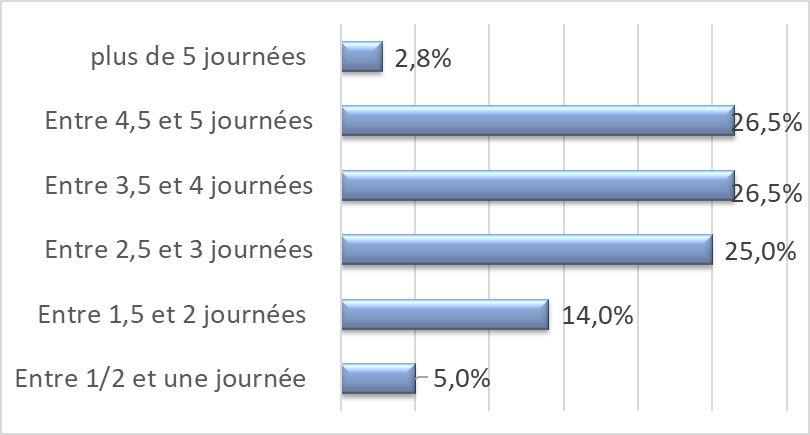 plus de 5 journées 2,8%
Entre 4,5 et 5 journées 26,5%
Entre 3,5 et 4 journées 26,5%
Entre 2,5 et 3 journées 25,0%
Entre 1,5 et 2 journées 14,0%
Entre 1/2 et une journée 5,0%